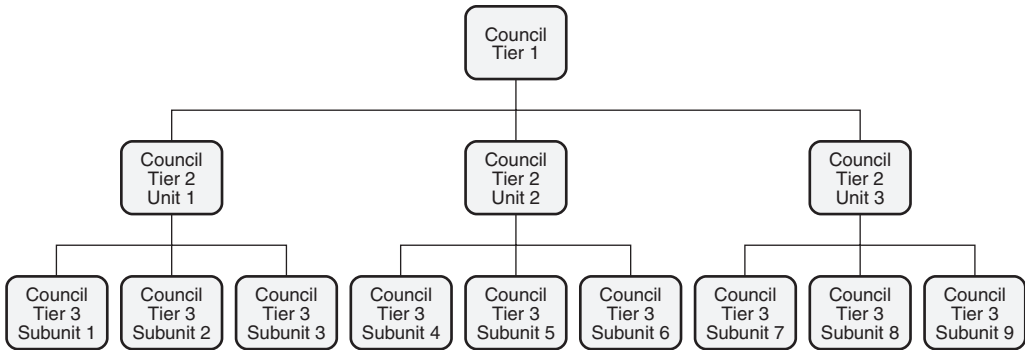 Council
Tier 1
Council
Tier 2
Unit 1
Council
Tier 2
Unit 2
Council
Tier 2
Unit 3
Council
Tier 3
Subunit 1
Council
Tier 3
Subunit 2
Council
Tier 3
Subunit 3
Council
Tier 3
Subunit 4
Council
Tier 3
Subunit 5
Council
Tier 3
Subunit 6
Council
Tier 3
Subunit 7
Council
Tier 3
Subunit 8
Council
Tier 3
Subunit 9